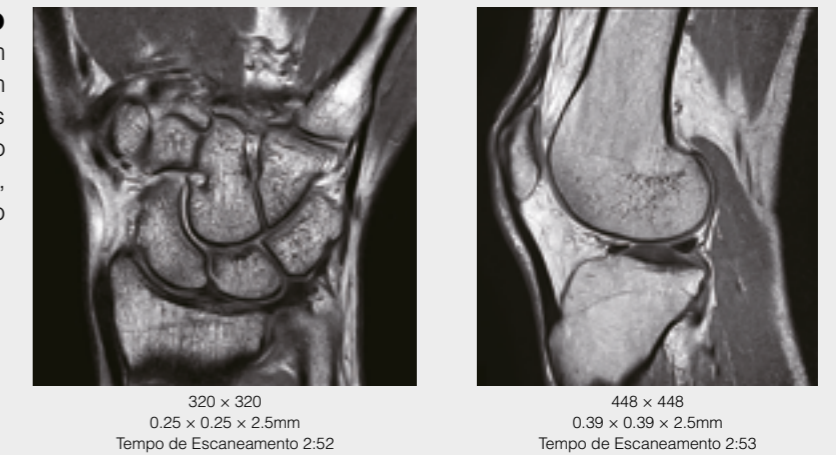 o
m
m
s
o
,
o
320 × 320
0.25 × 0.25 × 2.5mm
Tempo de Escaneamento 2:52
448 × 448
0.39 × 0.39 × 2.5mm
Tempo de Escaneamento 2:53